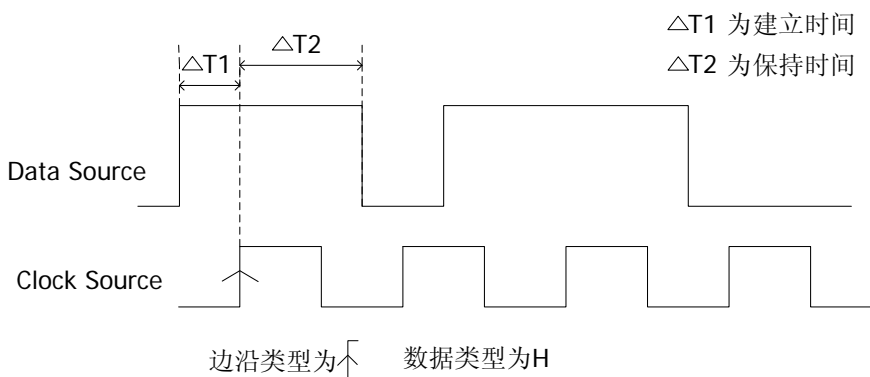 △T1 为建立时间
△T2
△T1
△T2 为保持时间
Data Source
Clock Source
边沿类型为 数据类型为H